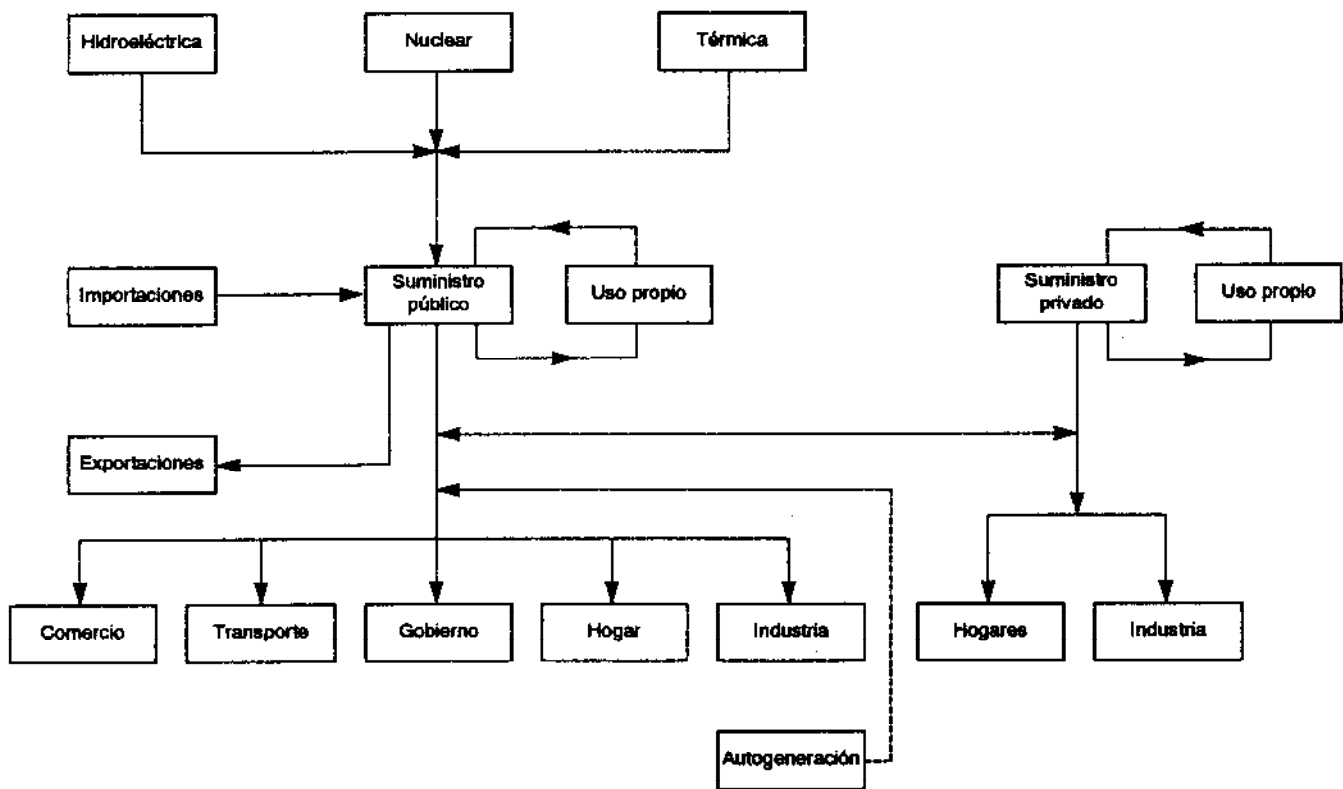 Hidroeléctrica
Nuclear
Térmica
Importaciones
Suministro
público
Uso propio
Suministro
privado
Uso propio
Exportaciones
Comercio
Transporte
Gobierno
Hogar
Industria
Hogares
Industria
Autogeneración